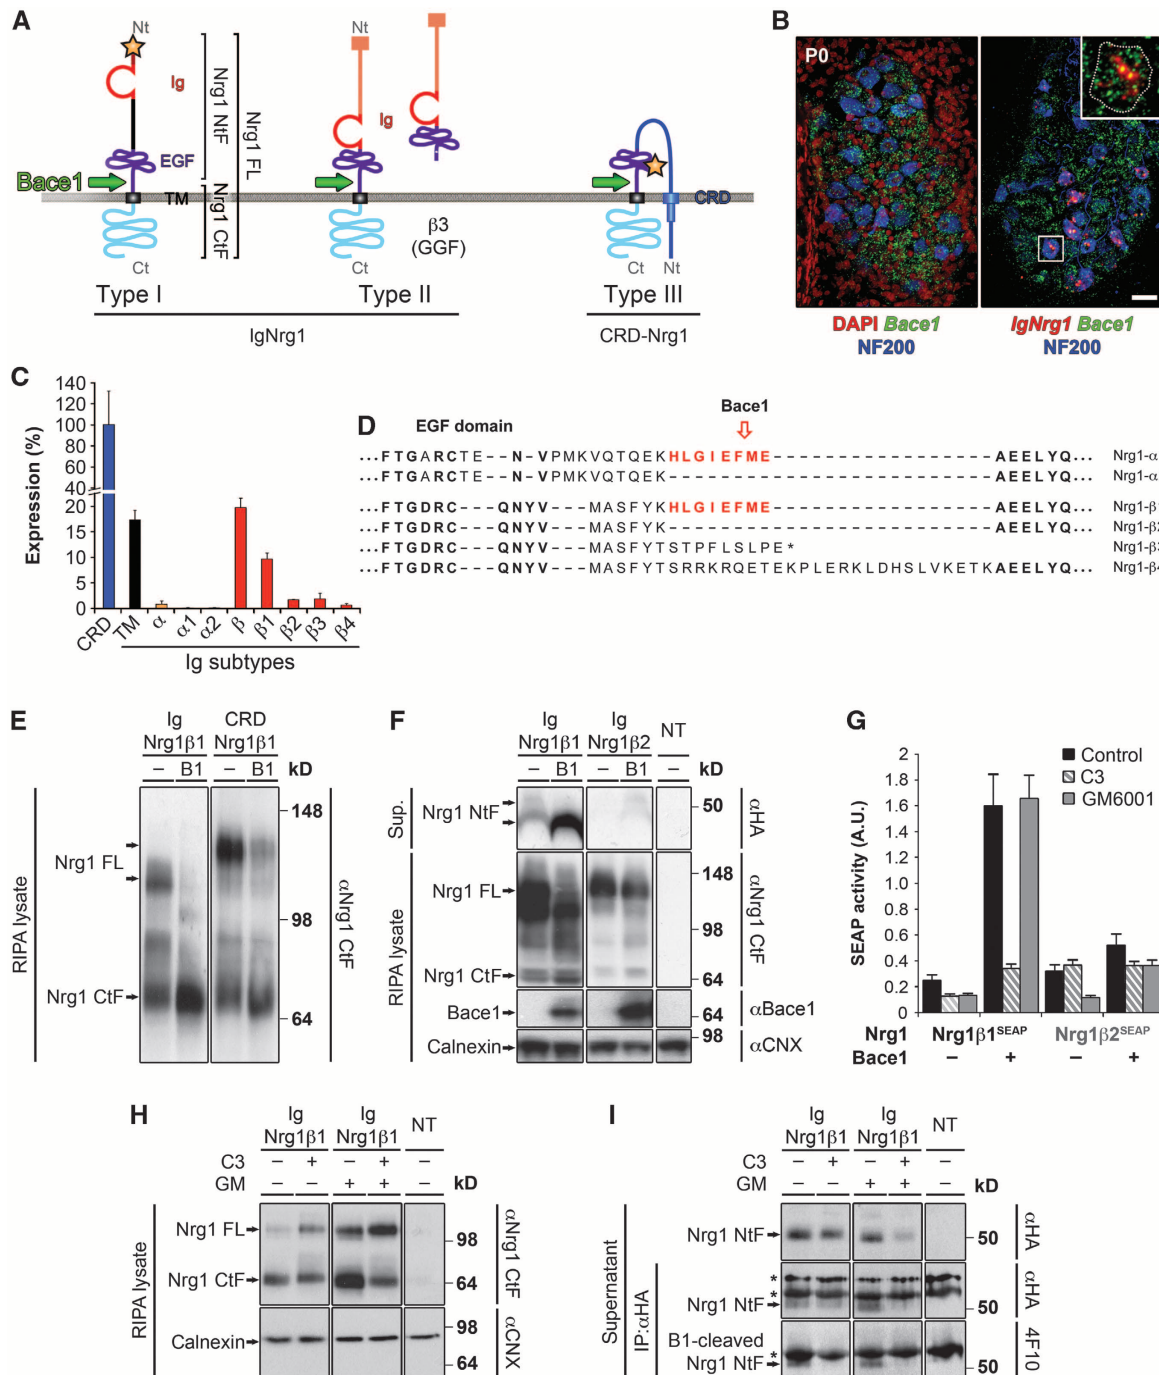 A
Nt
Ig
EGF
Bace1
TM
Ct
Nrg1 NtF
Nrg1 CtF
Nrg1 FL
Type I
Nt
Ig
Ct
β3
(GGF)
Type II
IgNrg1
CRD
Ct Nt
Type III
CRD-Nrg1
B
P0
DAPI Bace1
NF200
IgNrg1 Bace1
NF200
C
Expression (%)
140
120
100
80
60
40
20
15
10
5
0
CRD TM α α1 α2 β β1 β2 β3 β4
Ig subtypes
D
EGF domain
Bace1
...FTGARCTE--N-VPMKVQTQEKHLGIEFME------------------AEELYQ... Nrg1-α
...FTGARCTE--N-VPMKVQTQEK--------------------------AEELYQ... Nrg1-α
...FTGDRC---QNYV---MASFYKHLGIEFME------------------AEELYQ... Nrg1-β1
...FTGDRC---QNYV---MASFYK--------------------------AEELYQ... Nrg1-β2
...FTGDRC---QNYV---MASFYTSTPFLSLPE* Nrg1-β3
...FTGDRC---QNYV---MASFYTSRRKRQETEKPLERKLDHSLVKETKAEELYQ... Nrg1-β4
E
Ig
Nrg1β1
CRD
Nrg1β1
– B1 – B1 kD
RIPA lysate
Nrg1 FL
Nrg1 CtF
148
98
64
αNrg1 CtF
F
Ig
Nrg1β1
Ig
Nrg1β2
NT
– B1 – B1 – kD
Sup.
Nrg1 NtF
50
αHA
RIPA lysate
Nrg1 FL
Nrg1 CtF
148
98
64
αNrg1 CtF
Bace1
64
αBace1
Calnexin
98
αCNX
G
SEAP activity (A.U.)
2
1.8
1.6
1.4
1.2
1
0.8
0.6
0.4
0.2
0
Control
C3
GM6001
Nrg1 Nrg1β1SEAP Nrg1β2SEAP
Bace1 – + – +
H
Ig
Nrg1β1
Ig
Nrg1β1
NT
C3 – + – + –
GM – – + + – kD
RIPA lysate
Nrg1 FL
Nrg1 CtF
98
64
αNrg1 CtF
Calnexin
98
64
αCNX
I
Ig
Nrg1β1
Ig
Nrg1β1
NT
C3 – + – + –
GM – – + + – kD
Supernatant
Nrg1 NtF
50
αHA
IP:αHA
*
*
Nrg1 NtF
50
αHA
B1-cleaved
*
Nrg1 NtF
50
4F10